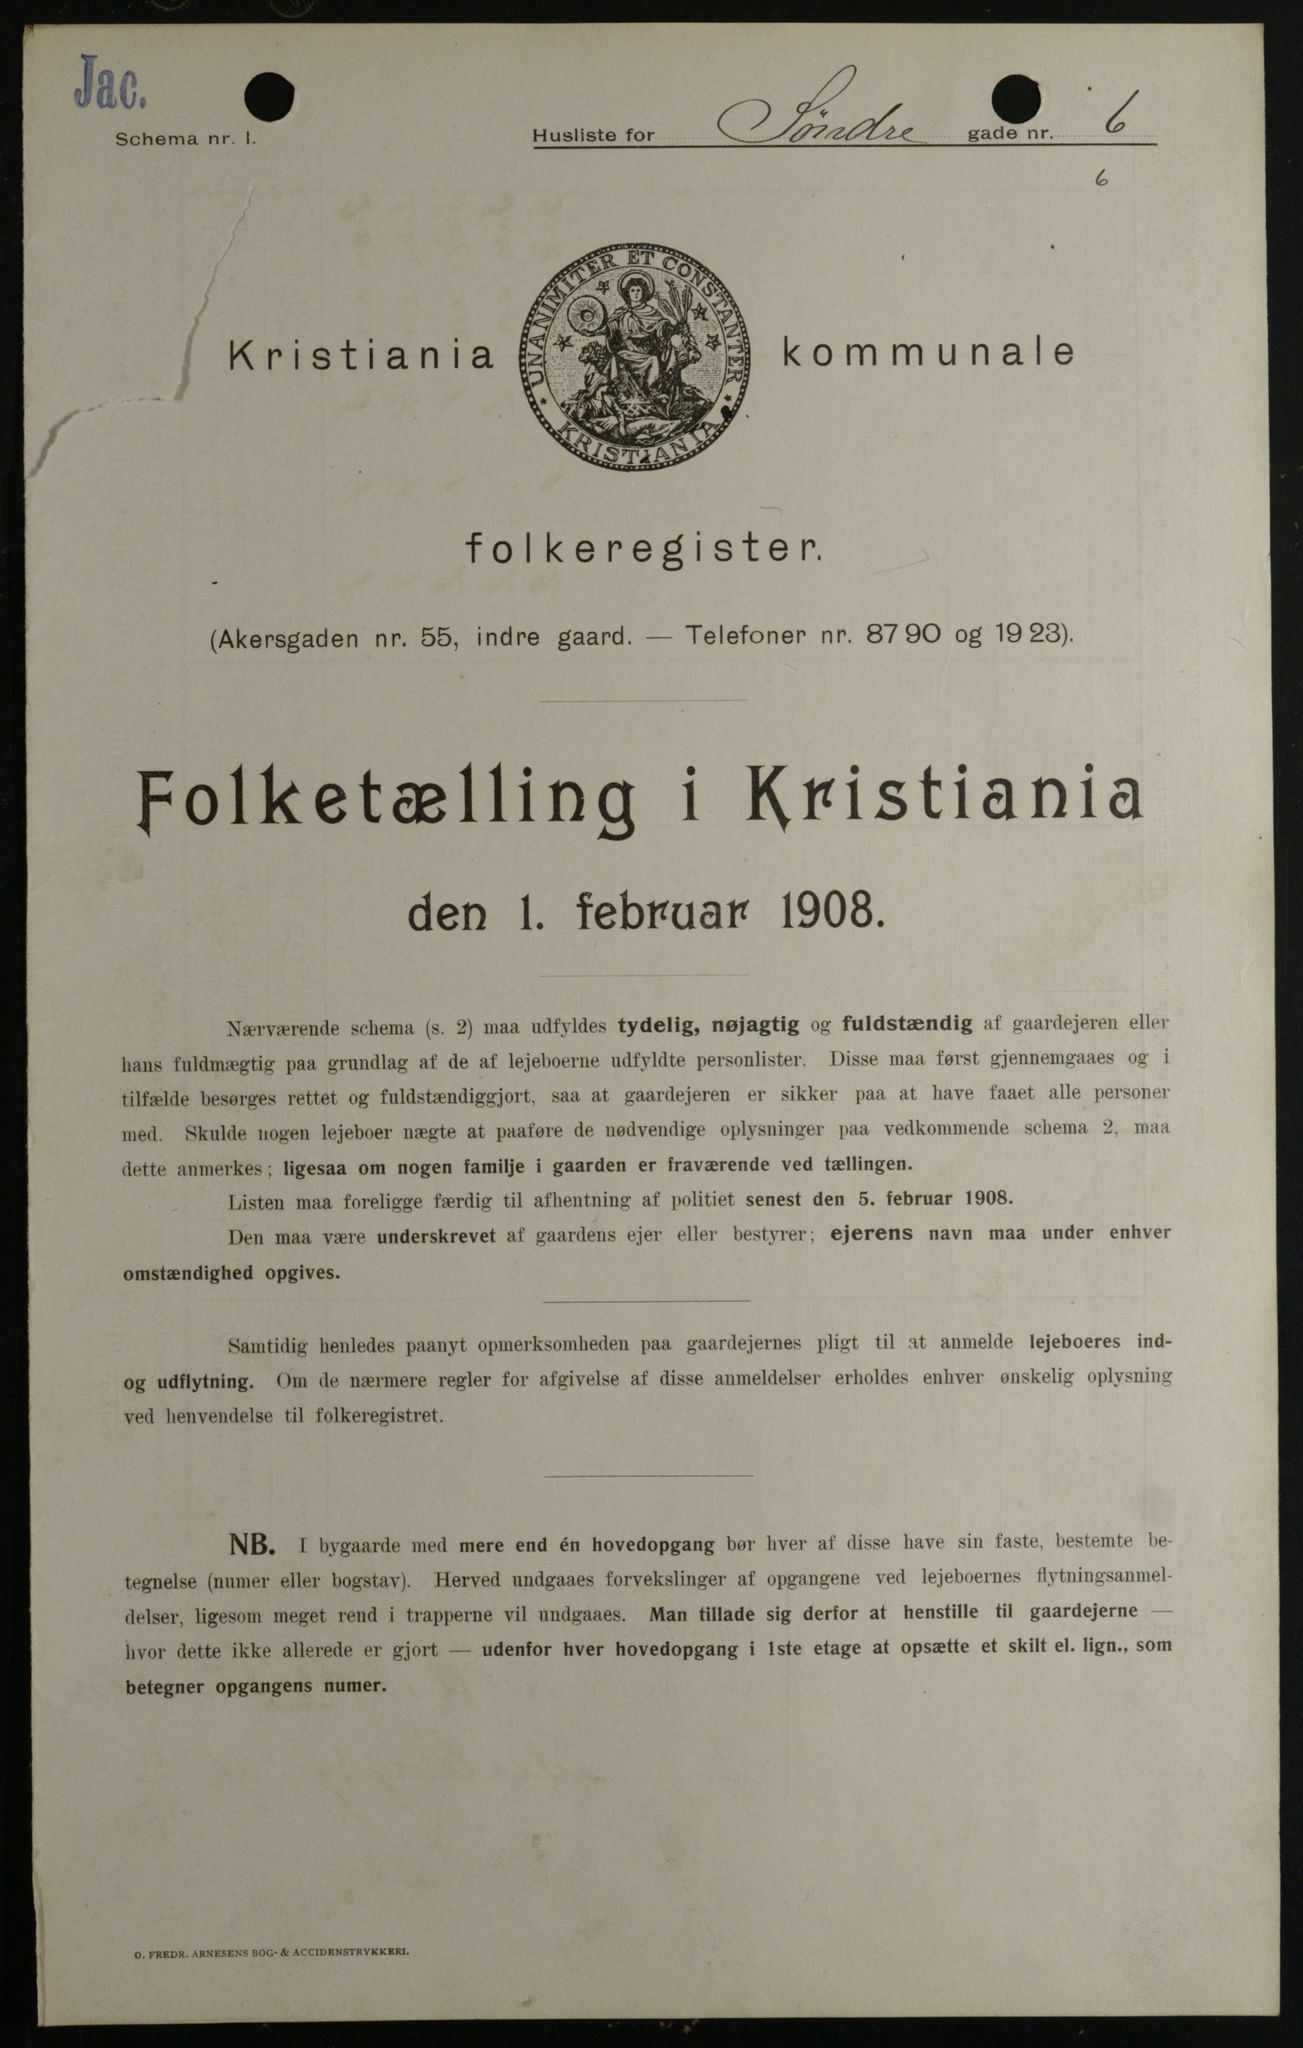 Jac.
Schema nr. 1.
Husliste for Söndre gade nr. 6
6
UNANIMITER ET CONSTANTER
KRISTIANIA
Kristiania kommunale
folkeregister.
(Akersgaden nr. 55, indre gaard. — Telefoner nr. 87 90 og 19 23).
Folketælling i Kristiania
den 1. februar 1908.
Nærværende schema (s. 2) maa udfyldes tydelig, nøjagtig og fuldstændig af gaardejeren eller
hans fuldmægtig paa grundlag af de af lejeboerne udfyldte personlister. Disse maa først gjennemgaaes og i
tilfælde besørges rettet og fuldstændiggjort, saa at gaardejeren er sikker paa at have faaet alle personer
med. Skulde nogen lejeboer nægte at paaføre de nødvendige oplysninger paa vedkommende schema 2, maa
dette anmerkes; ligesaa om nogen familje i gaarden er fraværende ved tællingen.
Listen maa foreligge færdig til afhentning af politiet senest den 5. februar 1908.
Den maa være underskrevet af gaardens ejer eller bestyrer; ejerens navn maa under enhver
omstændighed opgives.
Samtidig henledes paanyt opmerksomheden paa gaardejernes pligt til at anmelde lejeboeres ind-
og udflytning. Om de nærmere regler for afgivelse af disse anmeldelser erholdes enhver ønskelig oplysning
ved henvendelse til folkeregistret.
NB. I bygaarde med mere end én hovedopgang bør hver af disse have sin faste, bestemte be-
tegnelse (numer eller bogstav). Herved undgaaes forvekslinger af opgangene ved lejeboernes flytningsanmel-
delser, ligesom meget rend i trapperne vil undgaaes. Man tillade sig derfor at henstille til gaardejerne —
hvor dette ikke allerede er gjort — udenfor hver hovedopgang i 1ste etage at opsætte et skilt el. lign., som
betegner opgangens numer.
O. FREDR. ARNESENS BOG- & ACCIDENSTRYKKERI.